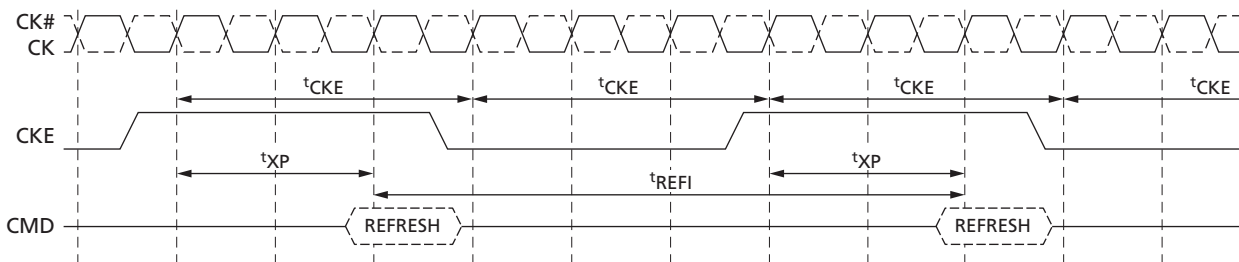 CK#
CK
tCKE tCKE tCKE tCKE
CKE
tXP tXP
tREFI
CMD REFRESH REFRESH